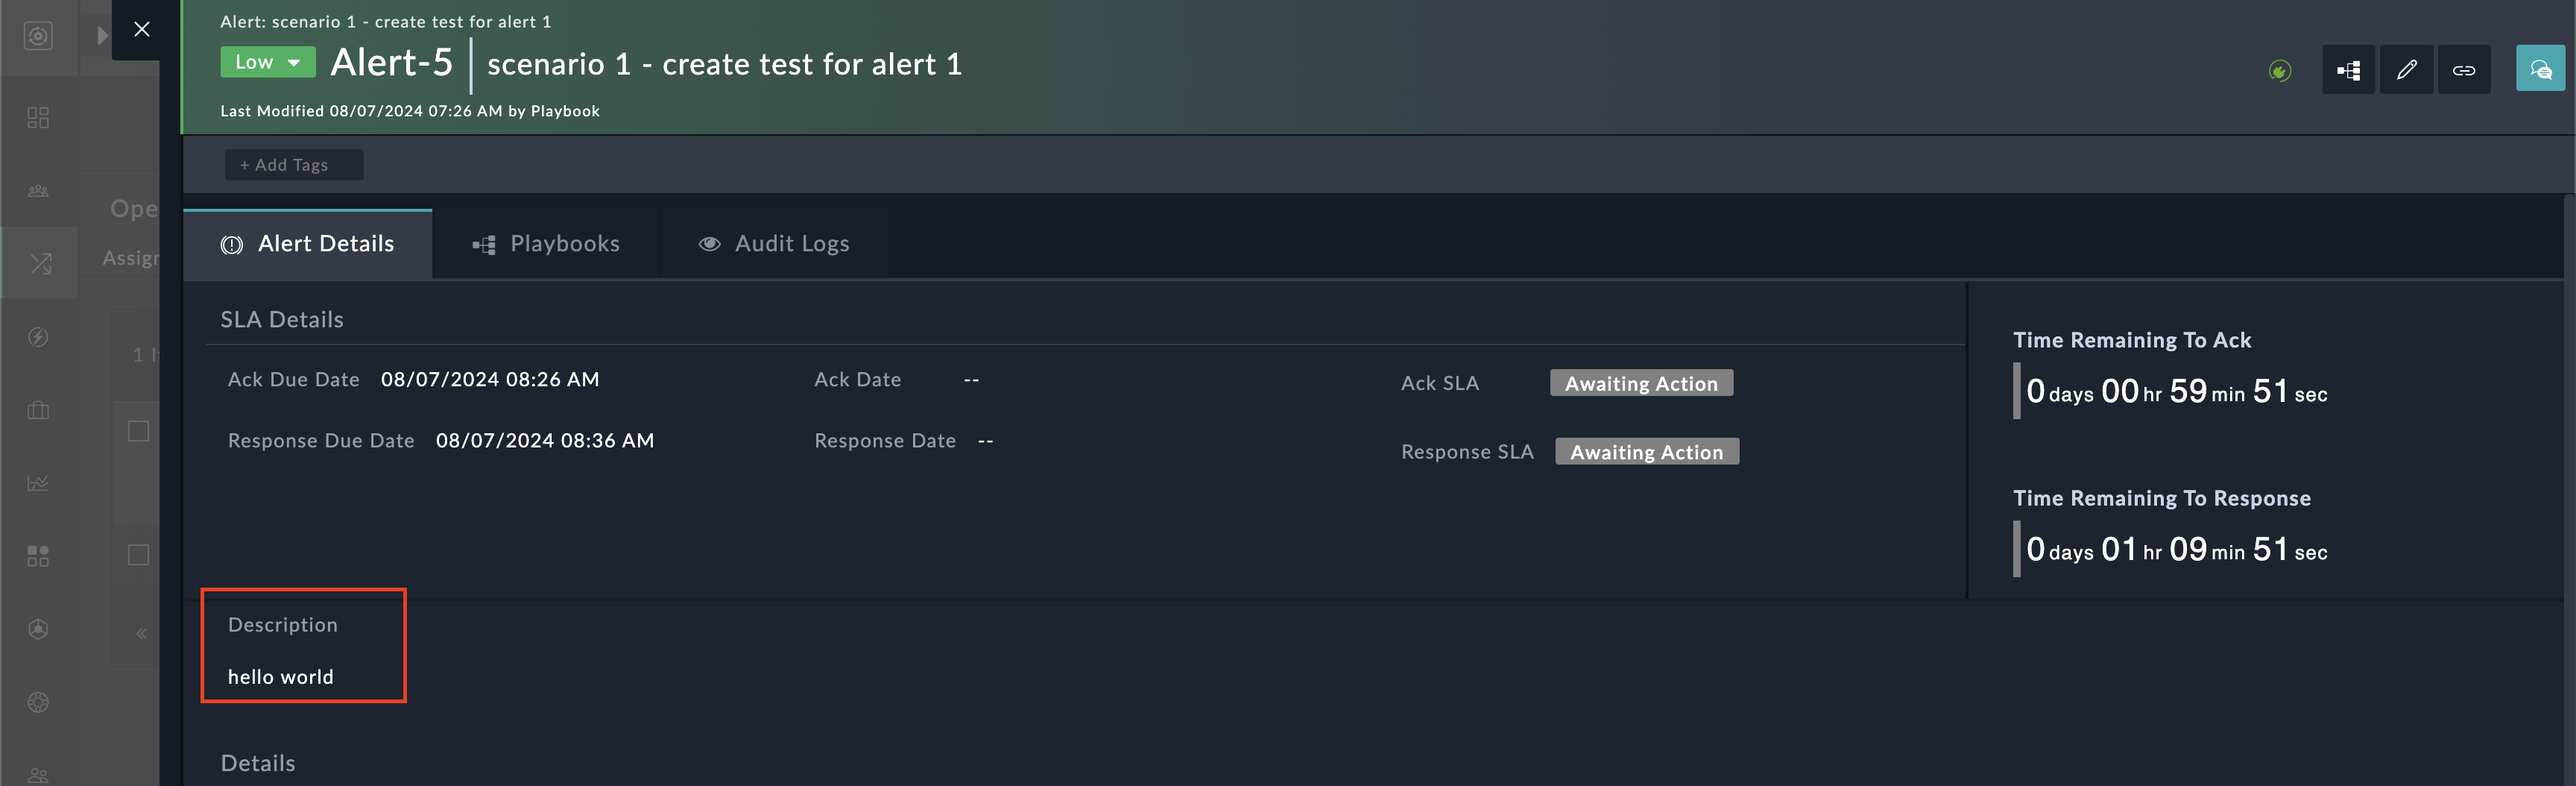 Alert: scenario 1 - create test for alert 1
Low Alert-5 scenario 1 - create test for alert 1
Last Modified 08/07/2024 07:26 AM by Playbook
+ Add Tags
Ope
Assigr
Alert Details Playbooks Audit Logs
SLA Details
Ack Due Date 08/07/2024 08:26 AM Ack Date -- Ack SLA Awaiting Action
Response Due Date 08/07/2024 08:36 AM Response Date -- Response SLA Awaiting Action
Time Remaining To Ack
0 days 00 hr 59 min 51 sec
Time Remaining To Response
0 days 01 hr 09 min 51 sec
Description
hello world
Details